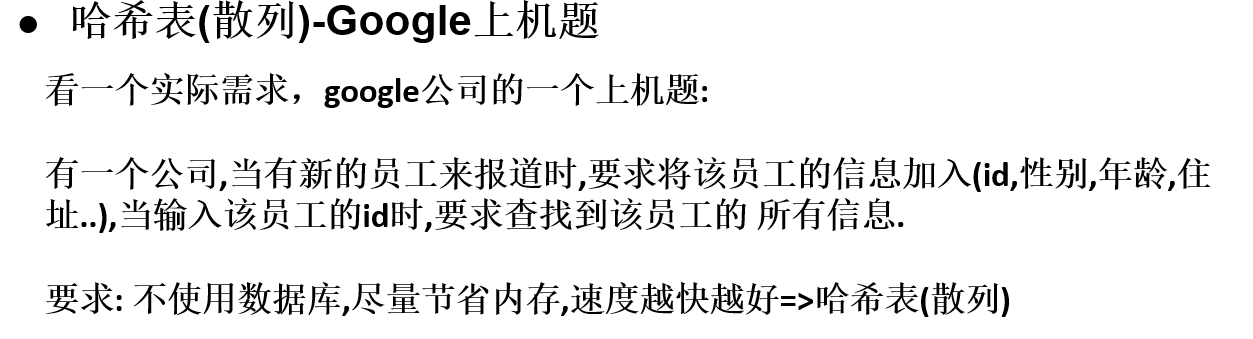 ● 哈希表(散列)-Google上机题
看一个实际需求，google公司的一个上机题:
有一个公司,当有新的员工来报道时,要求将该员工的信息加入(id,性别,年龄,住
址..),当输入该员工的id时,要求查找到该员工的 所有信息.
要求: 不使用数据库,尽量节省内存,速度越快越好=>哈希表(散列)